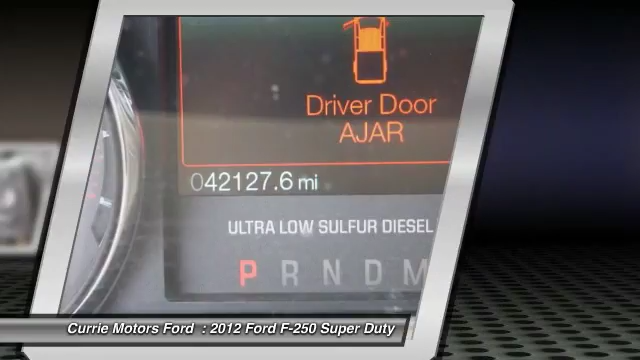 Driver Door
AJAR
042127.6 mi
ULTRA LOW SULFUR DIESEL
P R N D M
Currie Motors Ford : 2012 Ford F-250 Super Duty